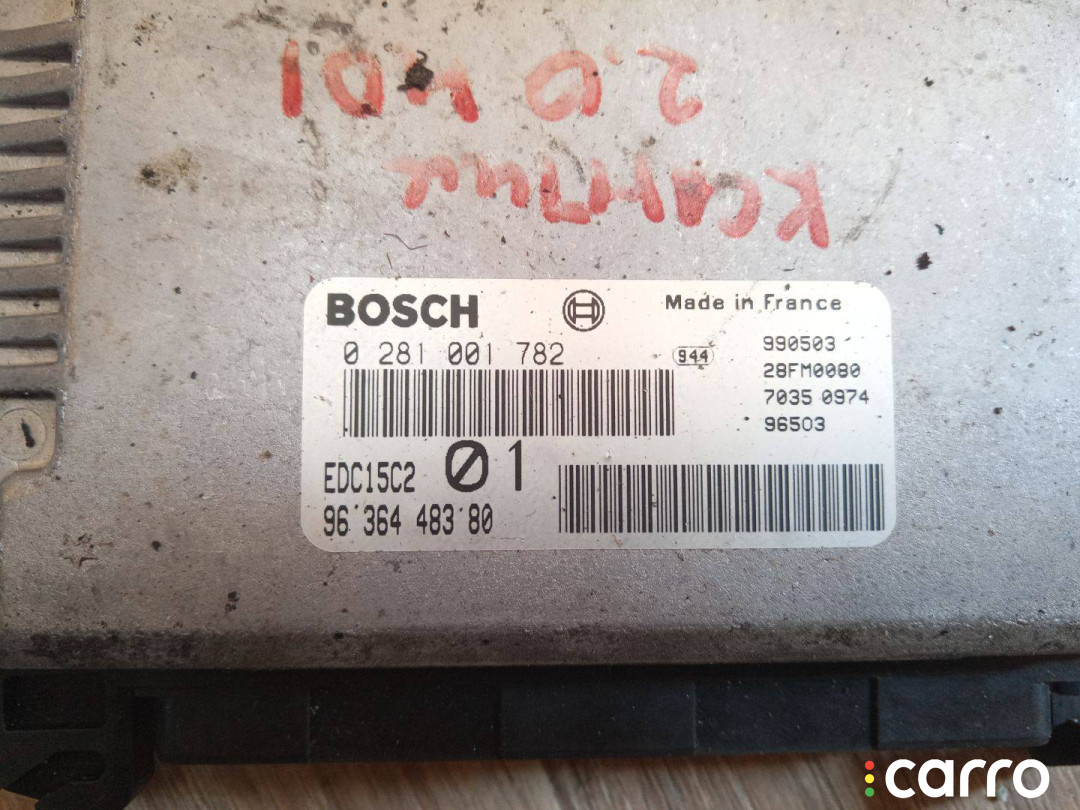 2.0 HDI
BOSCH
Made in France
0 281 001 782
944
990503
28FM0080
7035 0974
96503
EDC15C2 01
96 364 483 80
carro